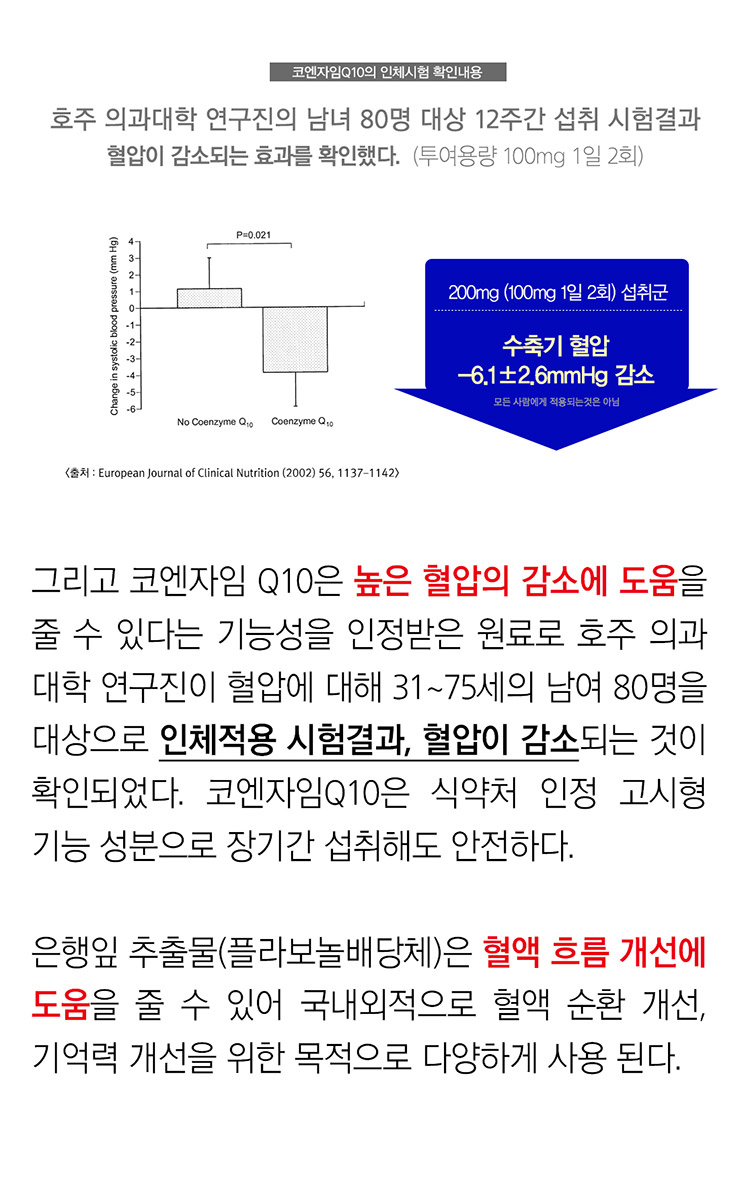 코엔자임Q10의 인체시험 확인내용
호주 의과대학 연구진의 남녀 80명 대상 12주간 섭취 시험결과
혈압이 감소되는 효과를 확인했다. (투여용량 100mg 1일 2회)
Change in systolic blood pressure (mm Hg)
4
3
2
1
0
-1
-2
-3
-4
-5
-6
P=0.021
No Coenzyme Q10 Coenzyme Q10
200mg (100mg 1일 2회) 섭취군
수축기 혈압
-6.1±2.6mmHg 감소
모든 사람에게 적용되는것은 아님
<출처 : European Journal of Clinical Nutrition (2002) 56, 1137-1142>
그리고 코엔자임 Q10은 높은 혈압의 감소에 도움을
줄 수 있다는 기능성을 인정받은 원료로 호주 의과
대학 연구진이 혈압에 대해 31~75세의 남여 80명을
대상으로 인체적용 시험결과, 혈압이 감소되는 것이
확인되었다. 코엔자임Q10은 식약처 인정 고시형
기능 성분으로 장기간 섭취해도 안전하다.
은행잎 추출물(플라보놀배당체)은 혈액 흐름 개선에
도움을 줄 수 있어 국내외적으로 혈액 순환 개선,
기억력 개선을 위한 목적으로 다양하게 사용 된다.